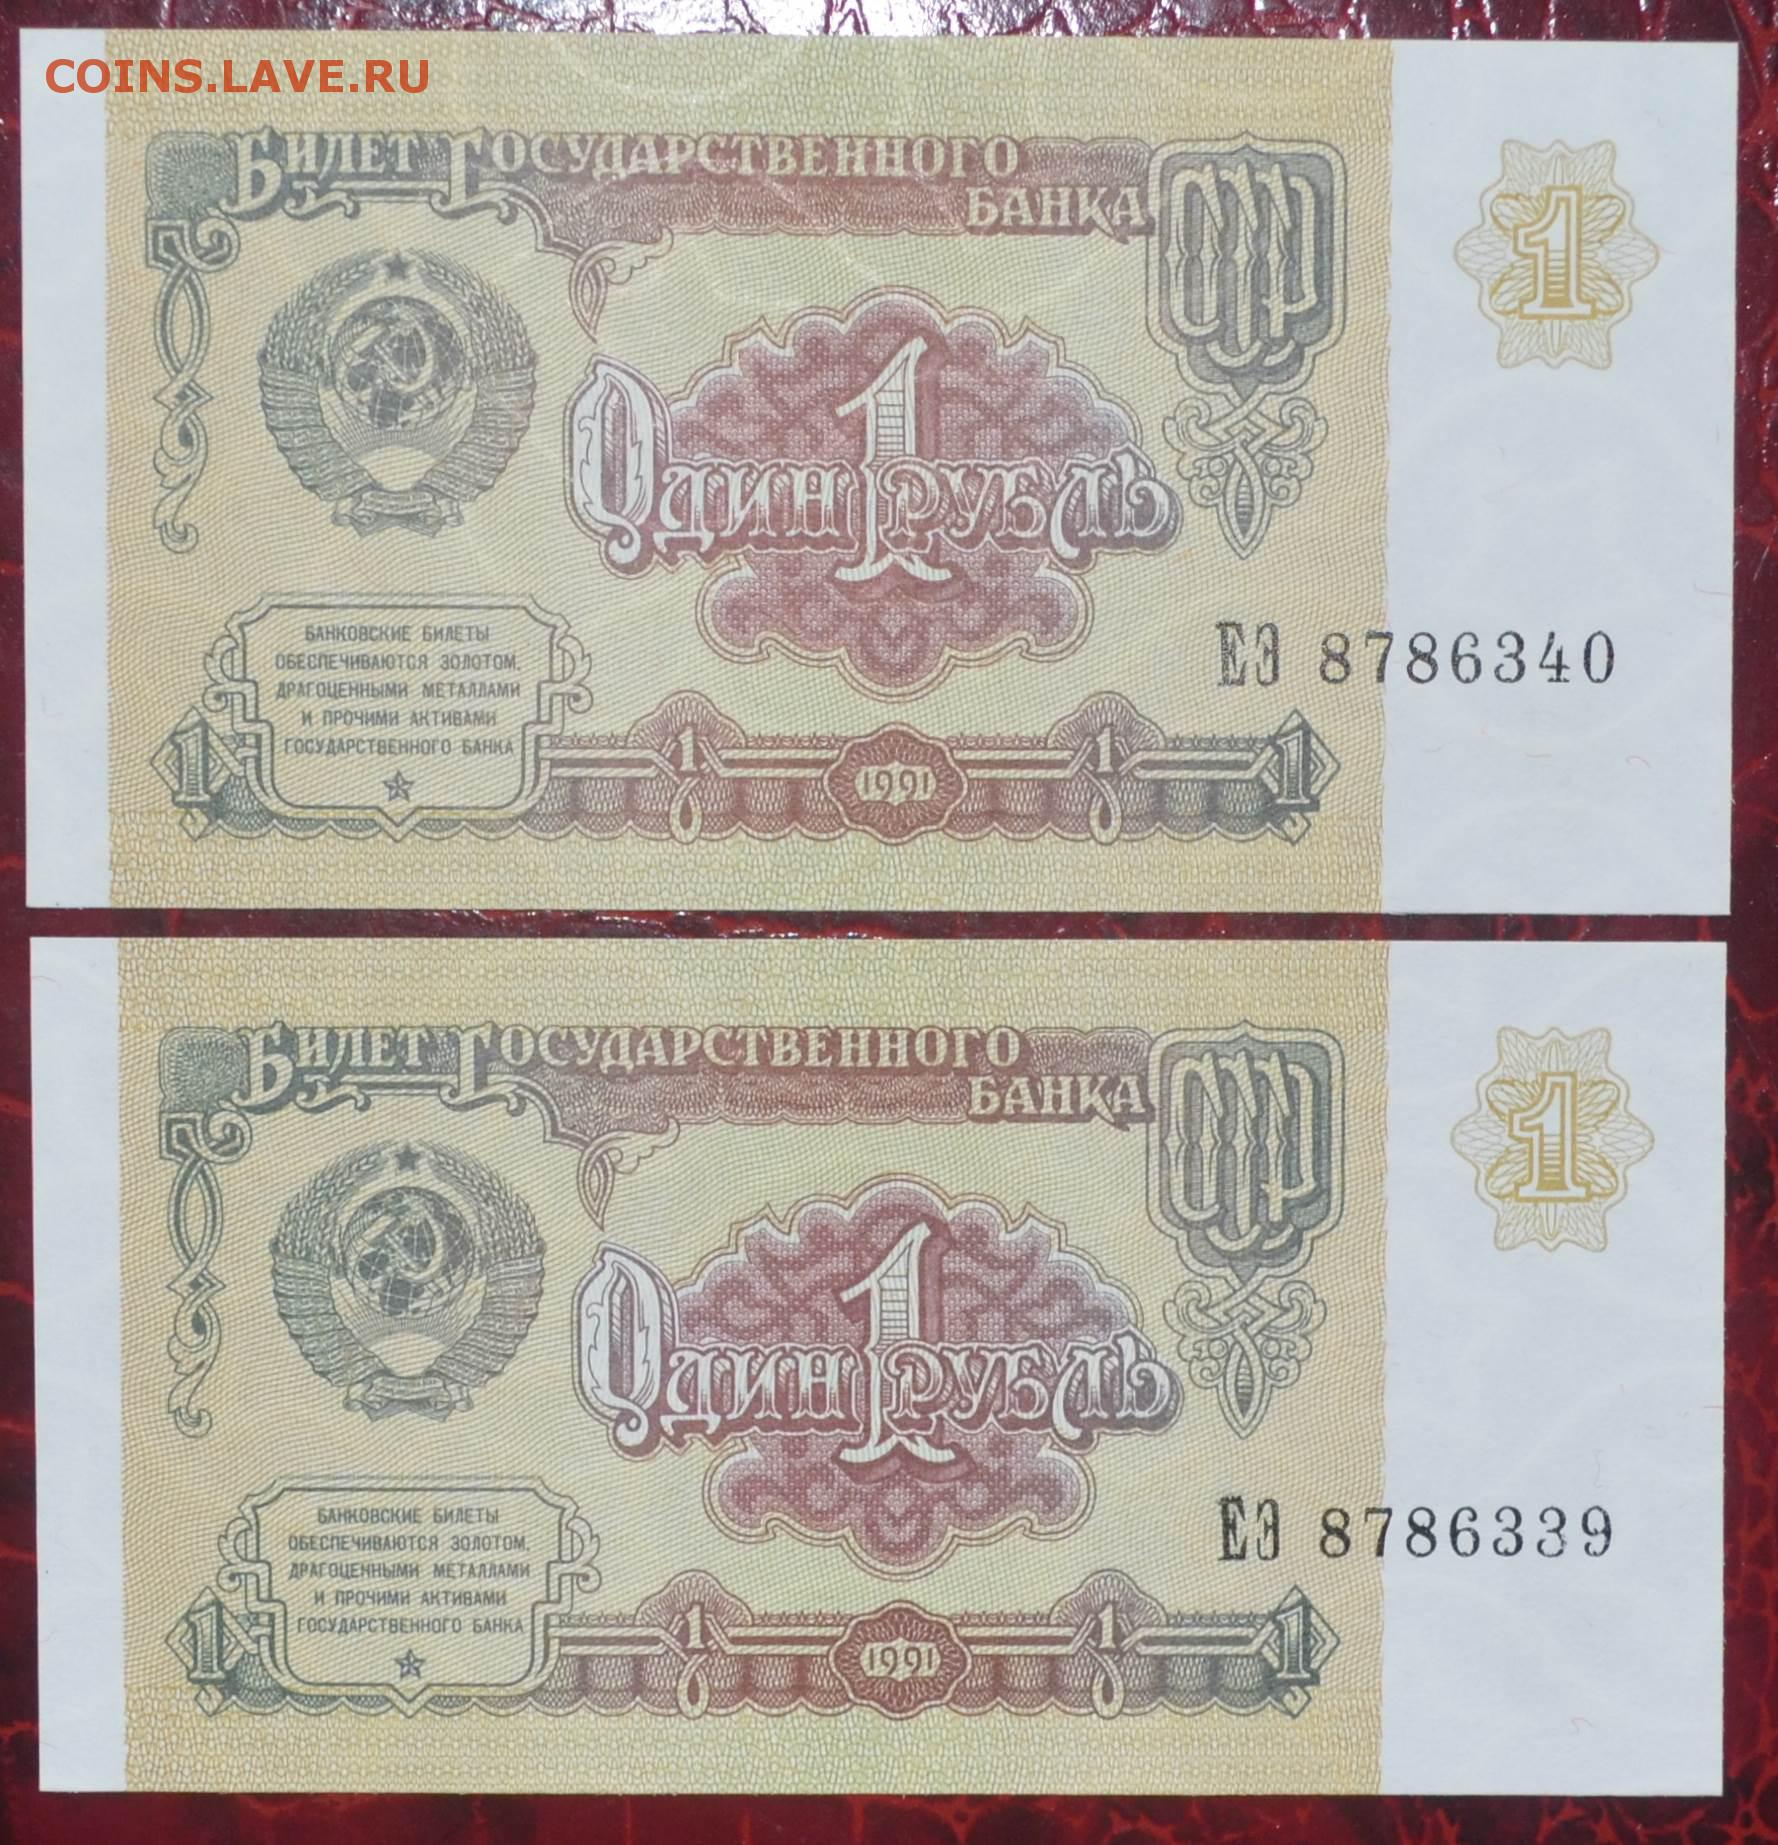 COINS.LAVE.RU
БИЛЕТ ГОСУДАРСТВЕННОГО
БАНКА
СССР
1
1
ОДИН РУБЛЬ
ЕЭ 8786340
БАНКОВСКИЕ БИЛЕТЫ
ОБЕСПЕЧИВАЮТСЯ ЗОЛОТОМ,
ДРАГОЦЕННЫМИ МЕТАЛЛАМИ
И ПРОЧИМИ АКТИВАМИ
ГОСУДАРСТВЕННОГО БАНКА
1 1 1991 1 1
БИЛЕТ ГОСУДАРСТВЕННОГО
БАНКА
СССР
1
1
ОДИН РУБЛЬ
ЕЭ 8786339
БАНКОВСКИЕ БИЛЕТЫ
ОБЕСПЕЧИВАЮТСЯ ЗОЛОТОМ,
ДРАГОЦЕННЫМИ МЕТАЛЛАМИ
И ПРОЧИМИ АКТИВАМИ
ГОСУДАРСТВЕННОГО БАНКА
1 1 1991 1 1